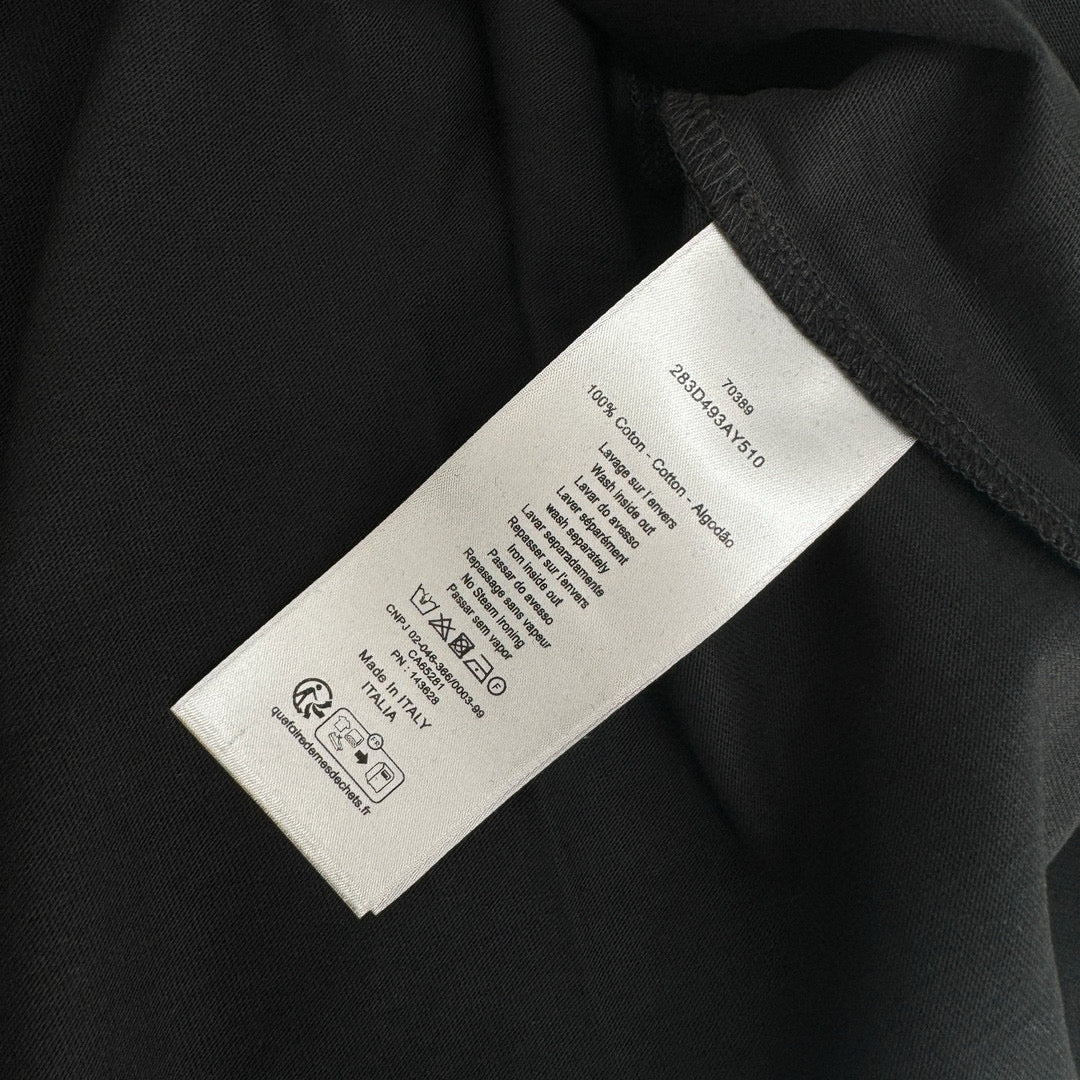 70389
283D493AY510
100% Coton - Cotton - Algodão
Lavage sur l'envers
Wash inside out
Lavar do avesso
Lavar séparément
wash separately
Lavar separadamente
Repasser sur l'envers
Iron inside out
Passar do avesso
Repassage sans vapeur
No Steam Ironing
Passar sem vapor
F
CNPJ 02-046-366/0003-99
CA65281
PN : 143628
Made In ITALY
ITALIA
quefairedemesdechets.fr